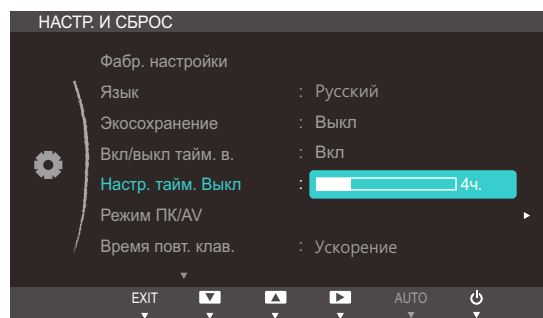 НАСТР. И СБРОС
Фабр. настройки
Язык : Русский
Экосохранение : Выкл
Вкл/выкл тайм. в. : Вкл
Настр. тайм. Выкл : 4ч.
Режим ПК/AV
Время повт. клав. : Ускорение
EXIT AUTO